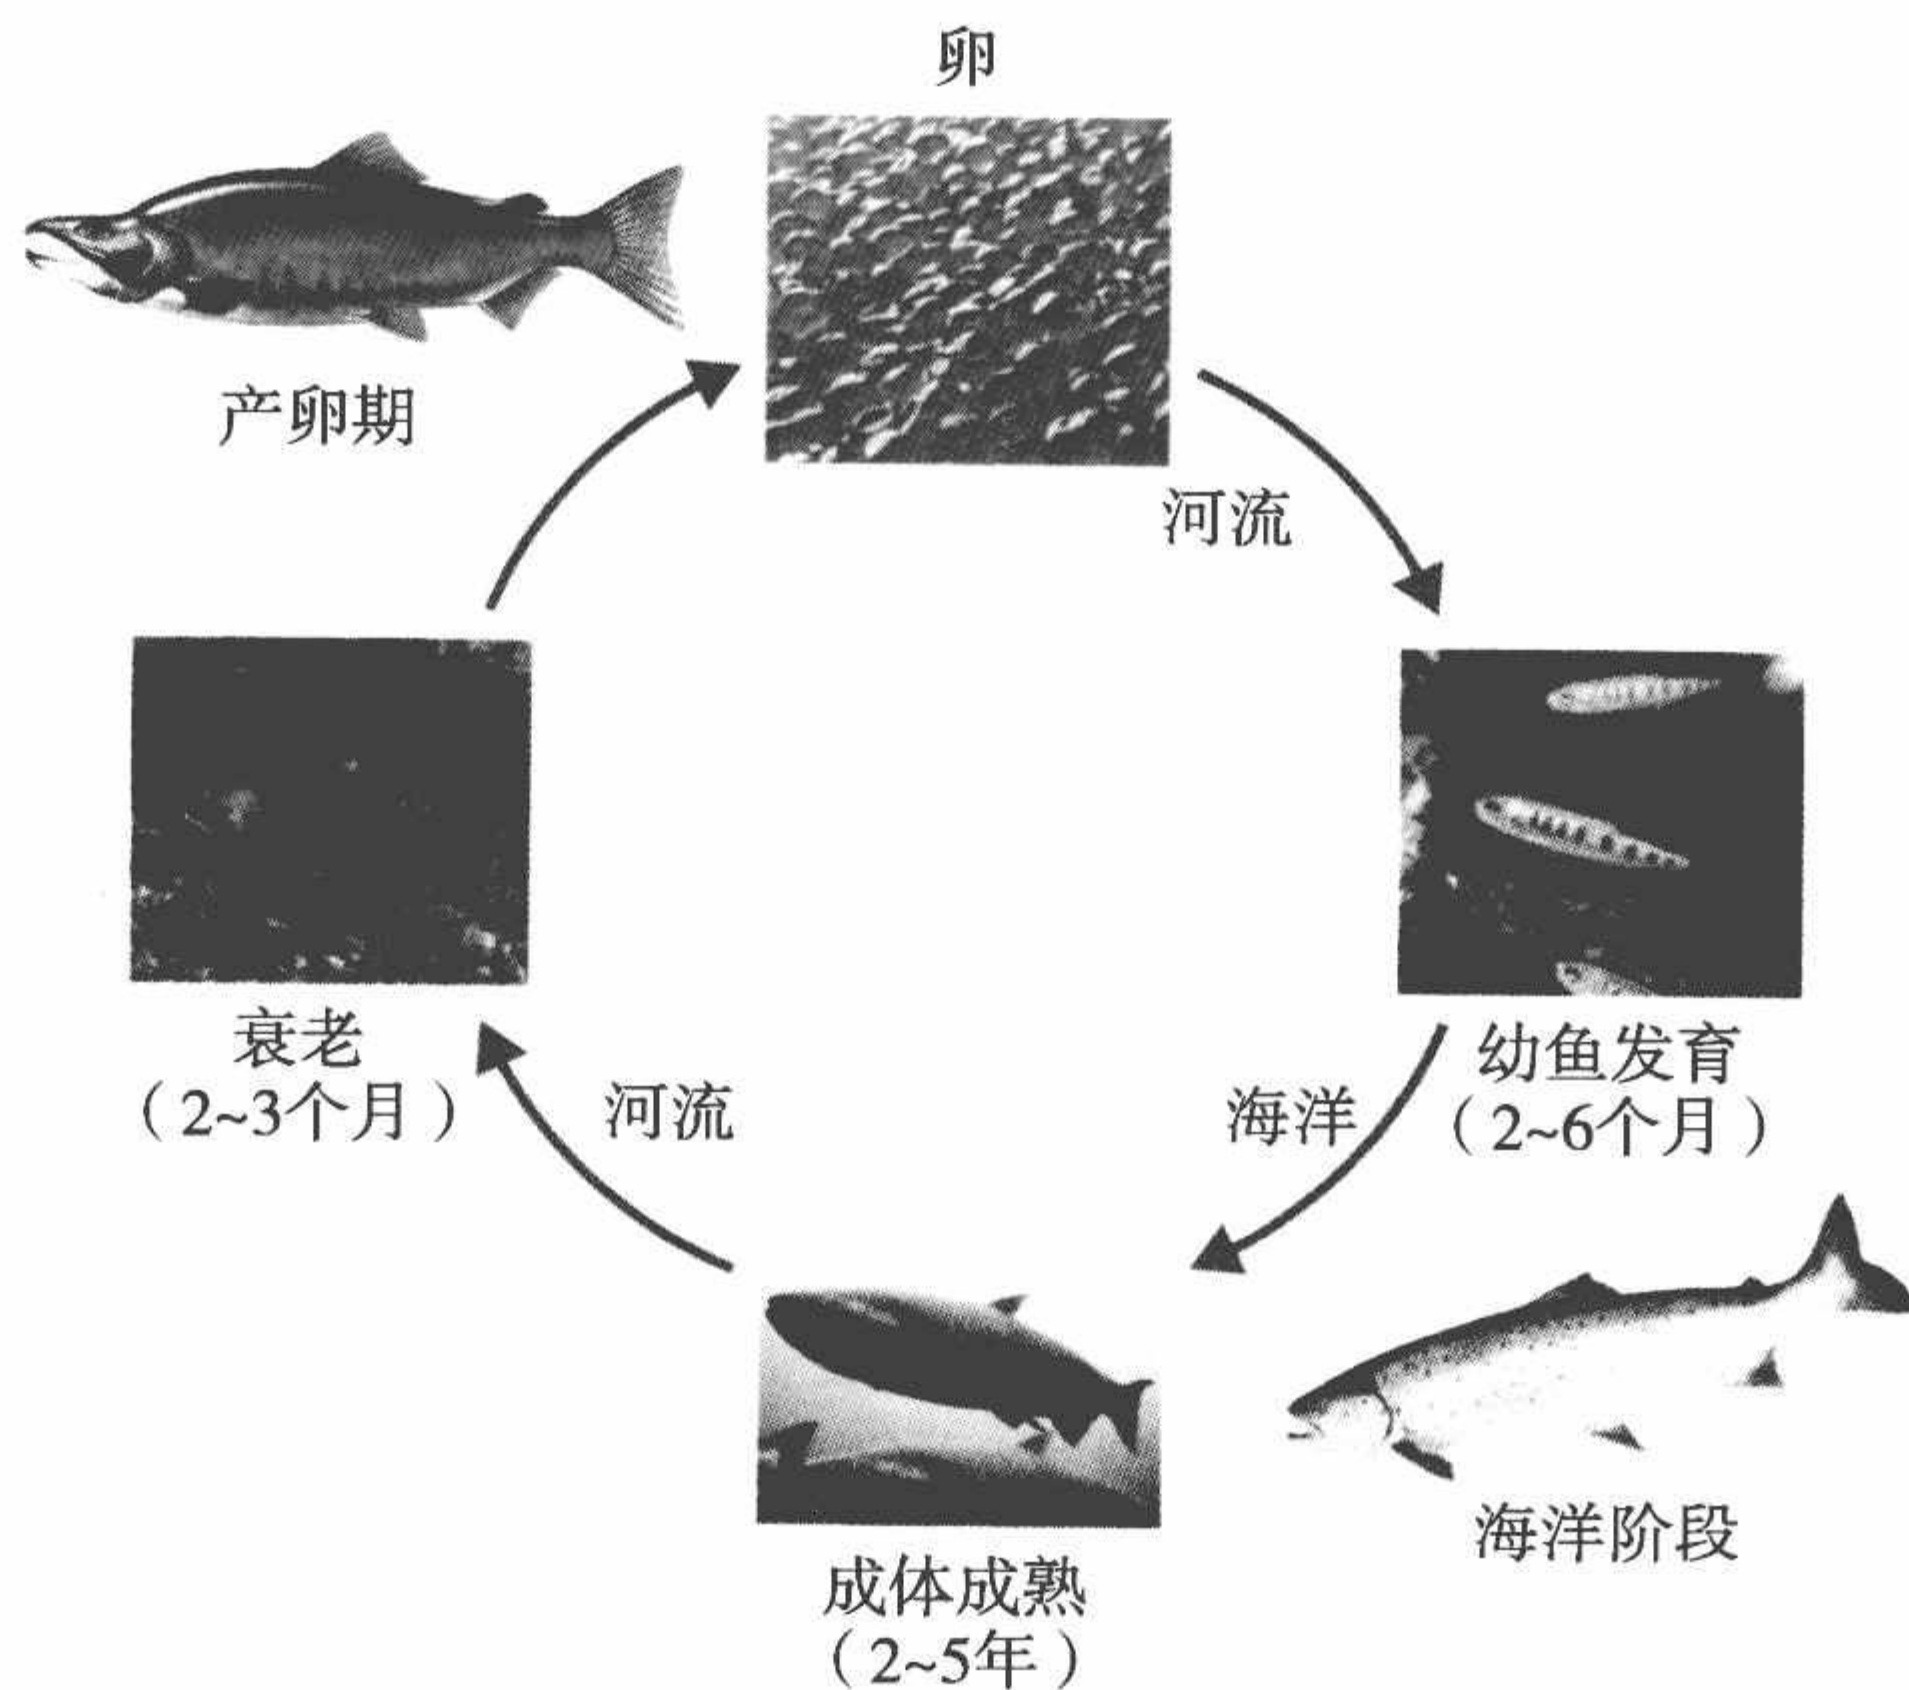 卵
产卵期
河流
衰老
(2~3个月)
河流
海洋
幼鱼发育
(2~6个月)
海洋阶段
成体成熟
(2~5年)